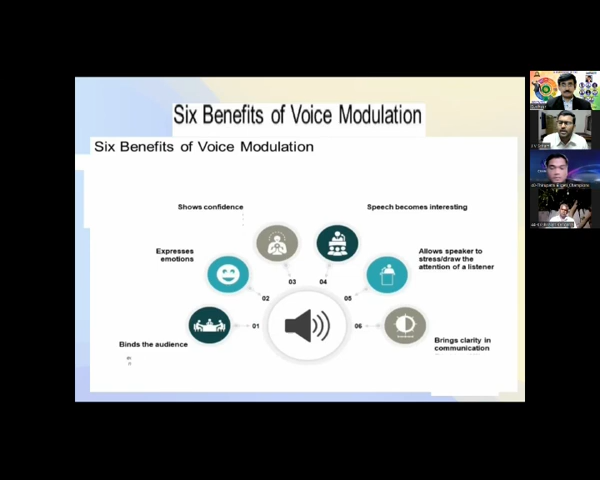 Six Benefits of Voice Modulation
Six Benefits of Voice Modulation
Shows confidence
Speech becomes interesting
Expresses
emotions
Allows speaker to
stress/draw the
attention of a listener
03
04
02
05
01
06
Binds the audience
Brings clarity in
communication